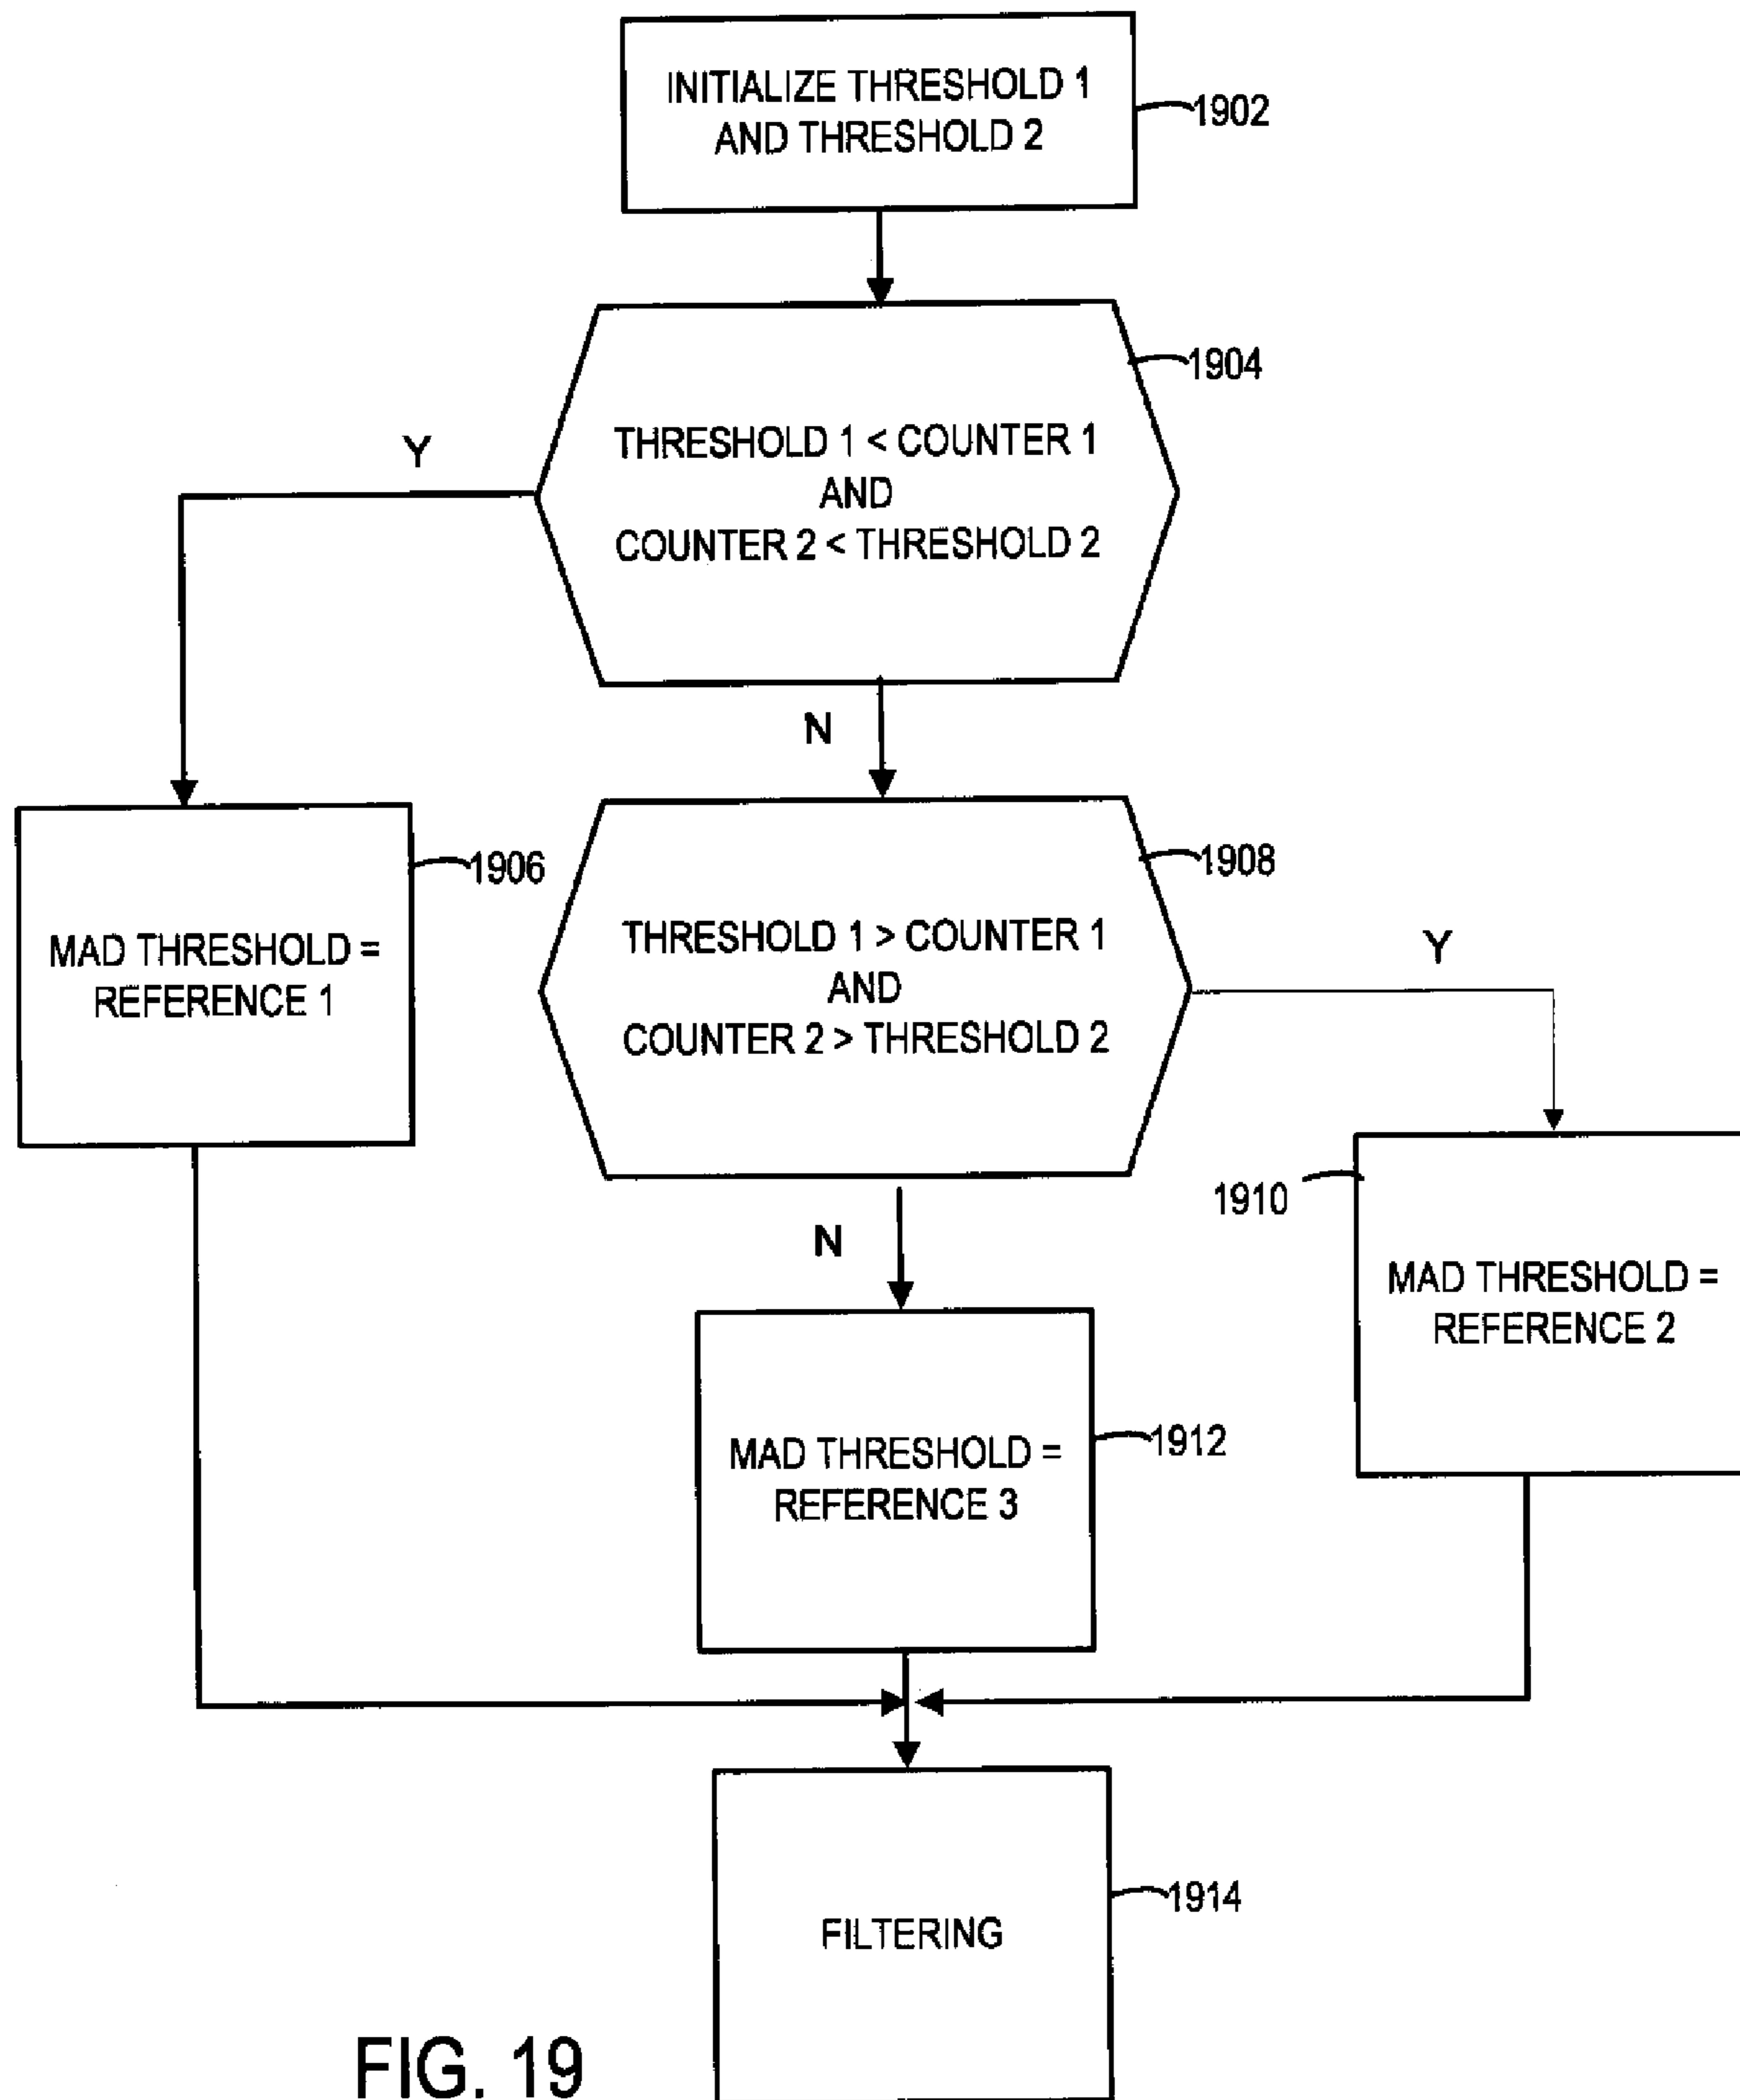 INITIALIZE THRESHOLD 1
AND THRESHOLD 2
1902
1904
THRESHOLD 1 < COUNTER 1
AND
COUNTER 2 < THRESHOLD 2
Y
N
1906
MAD THRESHOLD =
REFERENCE 1
1908
THRESHOLD 1 > COUNTER 1
AND
COUNTER 2 > THRESHOLD 2
Y
N
1910
MAD THRESHOLD =
REFERENCE 2
1912
MAD THRESHOLD =
REFERENCE 3
1914
FILTERING
FIG. 19